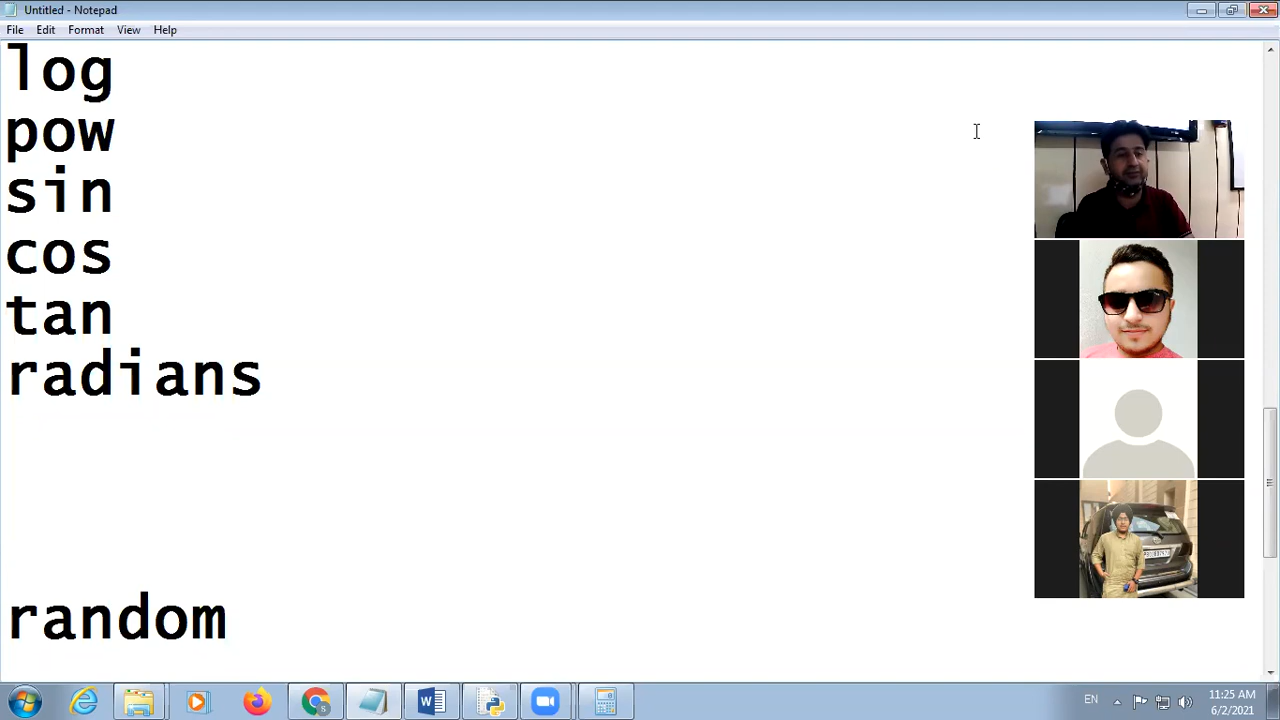 Untitled - Notepad
File Edit Format View Help
log
pow
sin
cos
tan
radians
random
EN
11:25 AM
6/2/2021